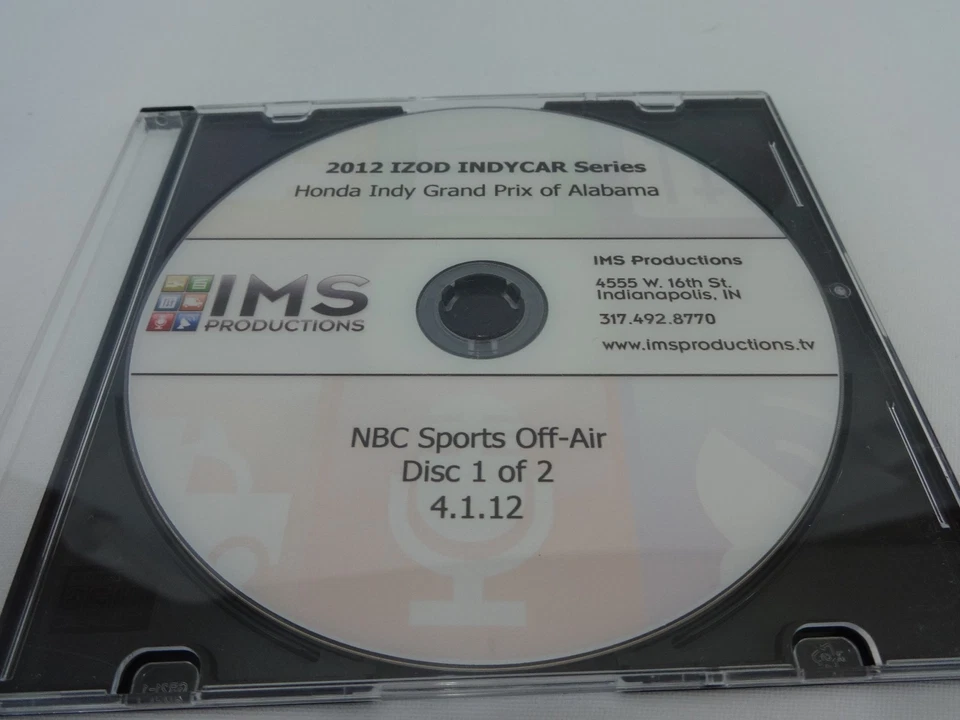 2012 IZOD INDYCAR Series
Honda Indy Grand Prix of Alabama
IMS
PRODUCTIONS
IMS Productions
4555 W. 16th St.
Indianapolis, IN
317.492.8770
www.imsproductions.tv
NBC Sports Off-Air
Disc 1 of 2
4.1.12